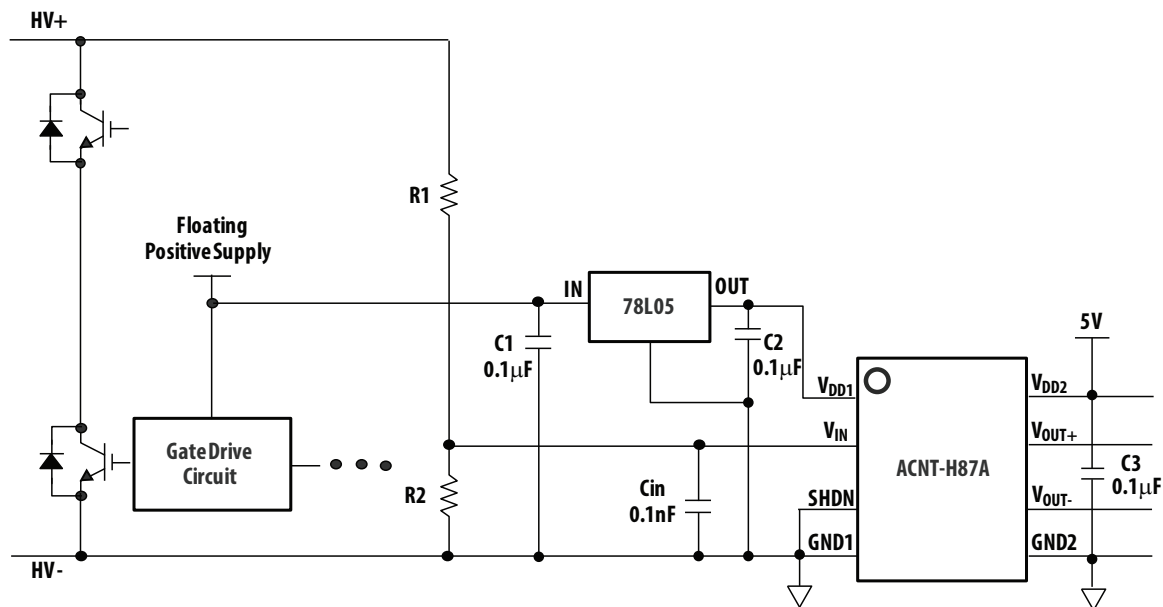 HV+
R1
Floating
Positive Supply
IN
78L05
OUT
C1
0.1μF
C2
0.1μF
5V
VDD1
VDD2
VIN
VOUT+
Gate Drive
Circuit
ACNT-H87A
C3
0.1μF
R2
Cin
0.1nF
SHDN
VOUT-
GND1
GND2
HV-